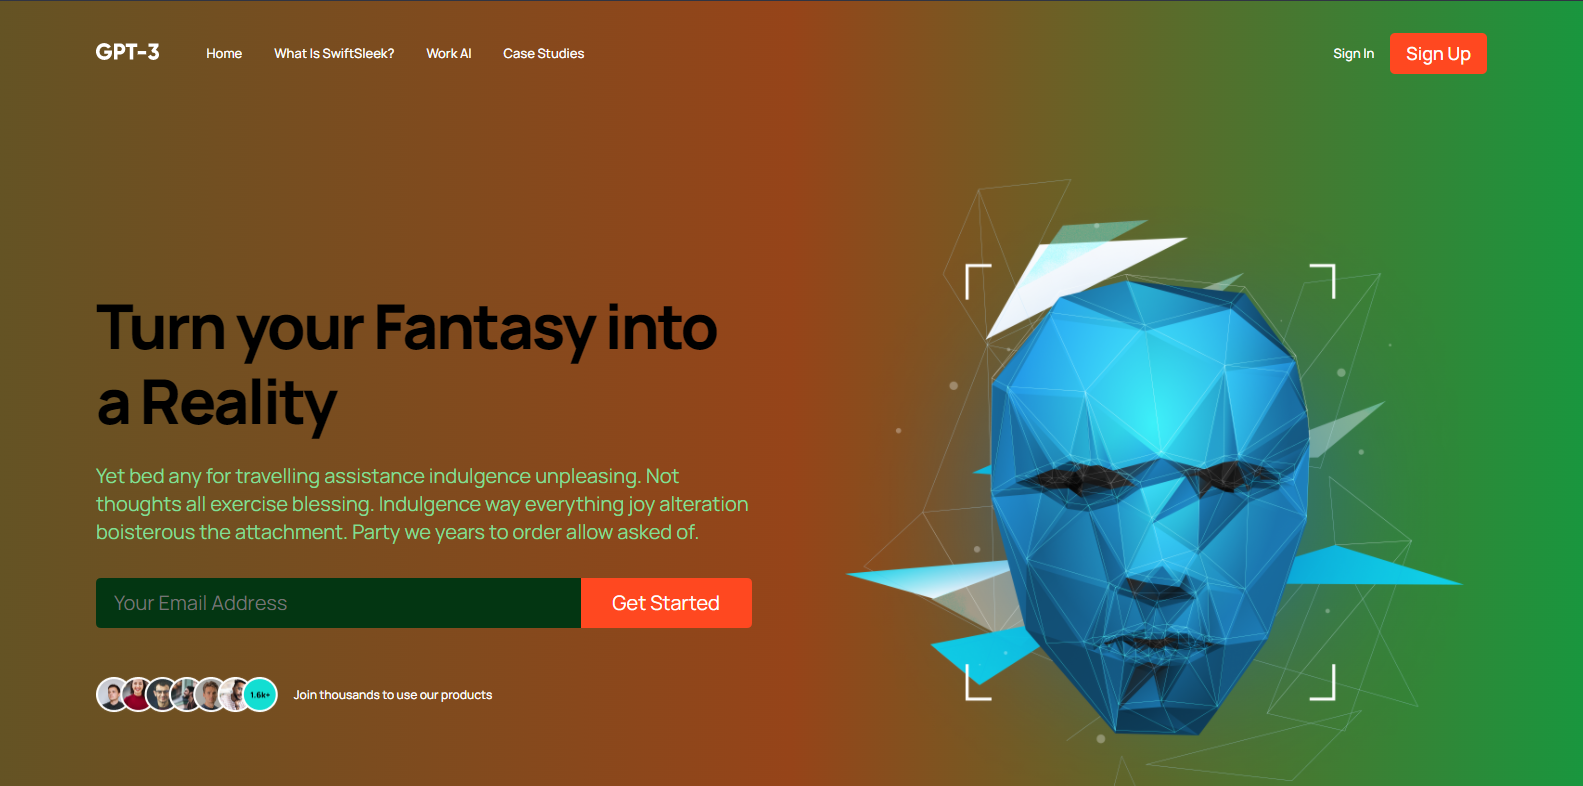 GPT-3
Home
What Is SwiftSleek?
Work AI
Case Studies
Sign In
Sign Up
Turn your Fantasy into
a Reality
Yet bed any for travelling assistance indulgence unpleasing. Not
thoughts all exercise blessing. Indulgence way everything joy alteration
boisterous the attachment. Party we years to order allow asked of.
Your Email Address
Get Started
1.6k+
Join thousands to use our products